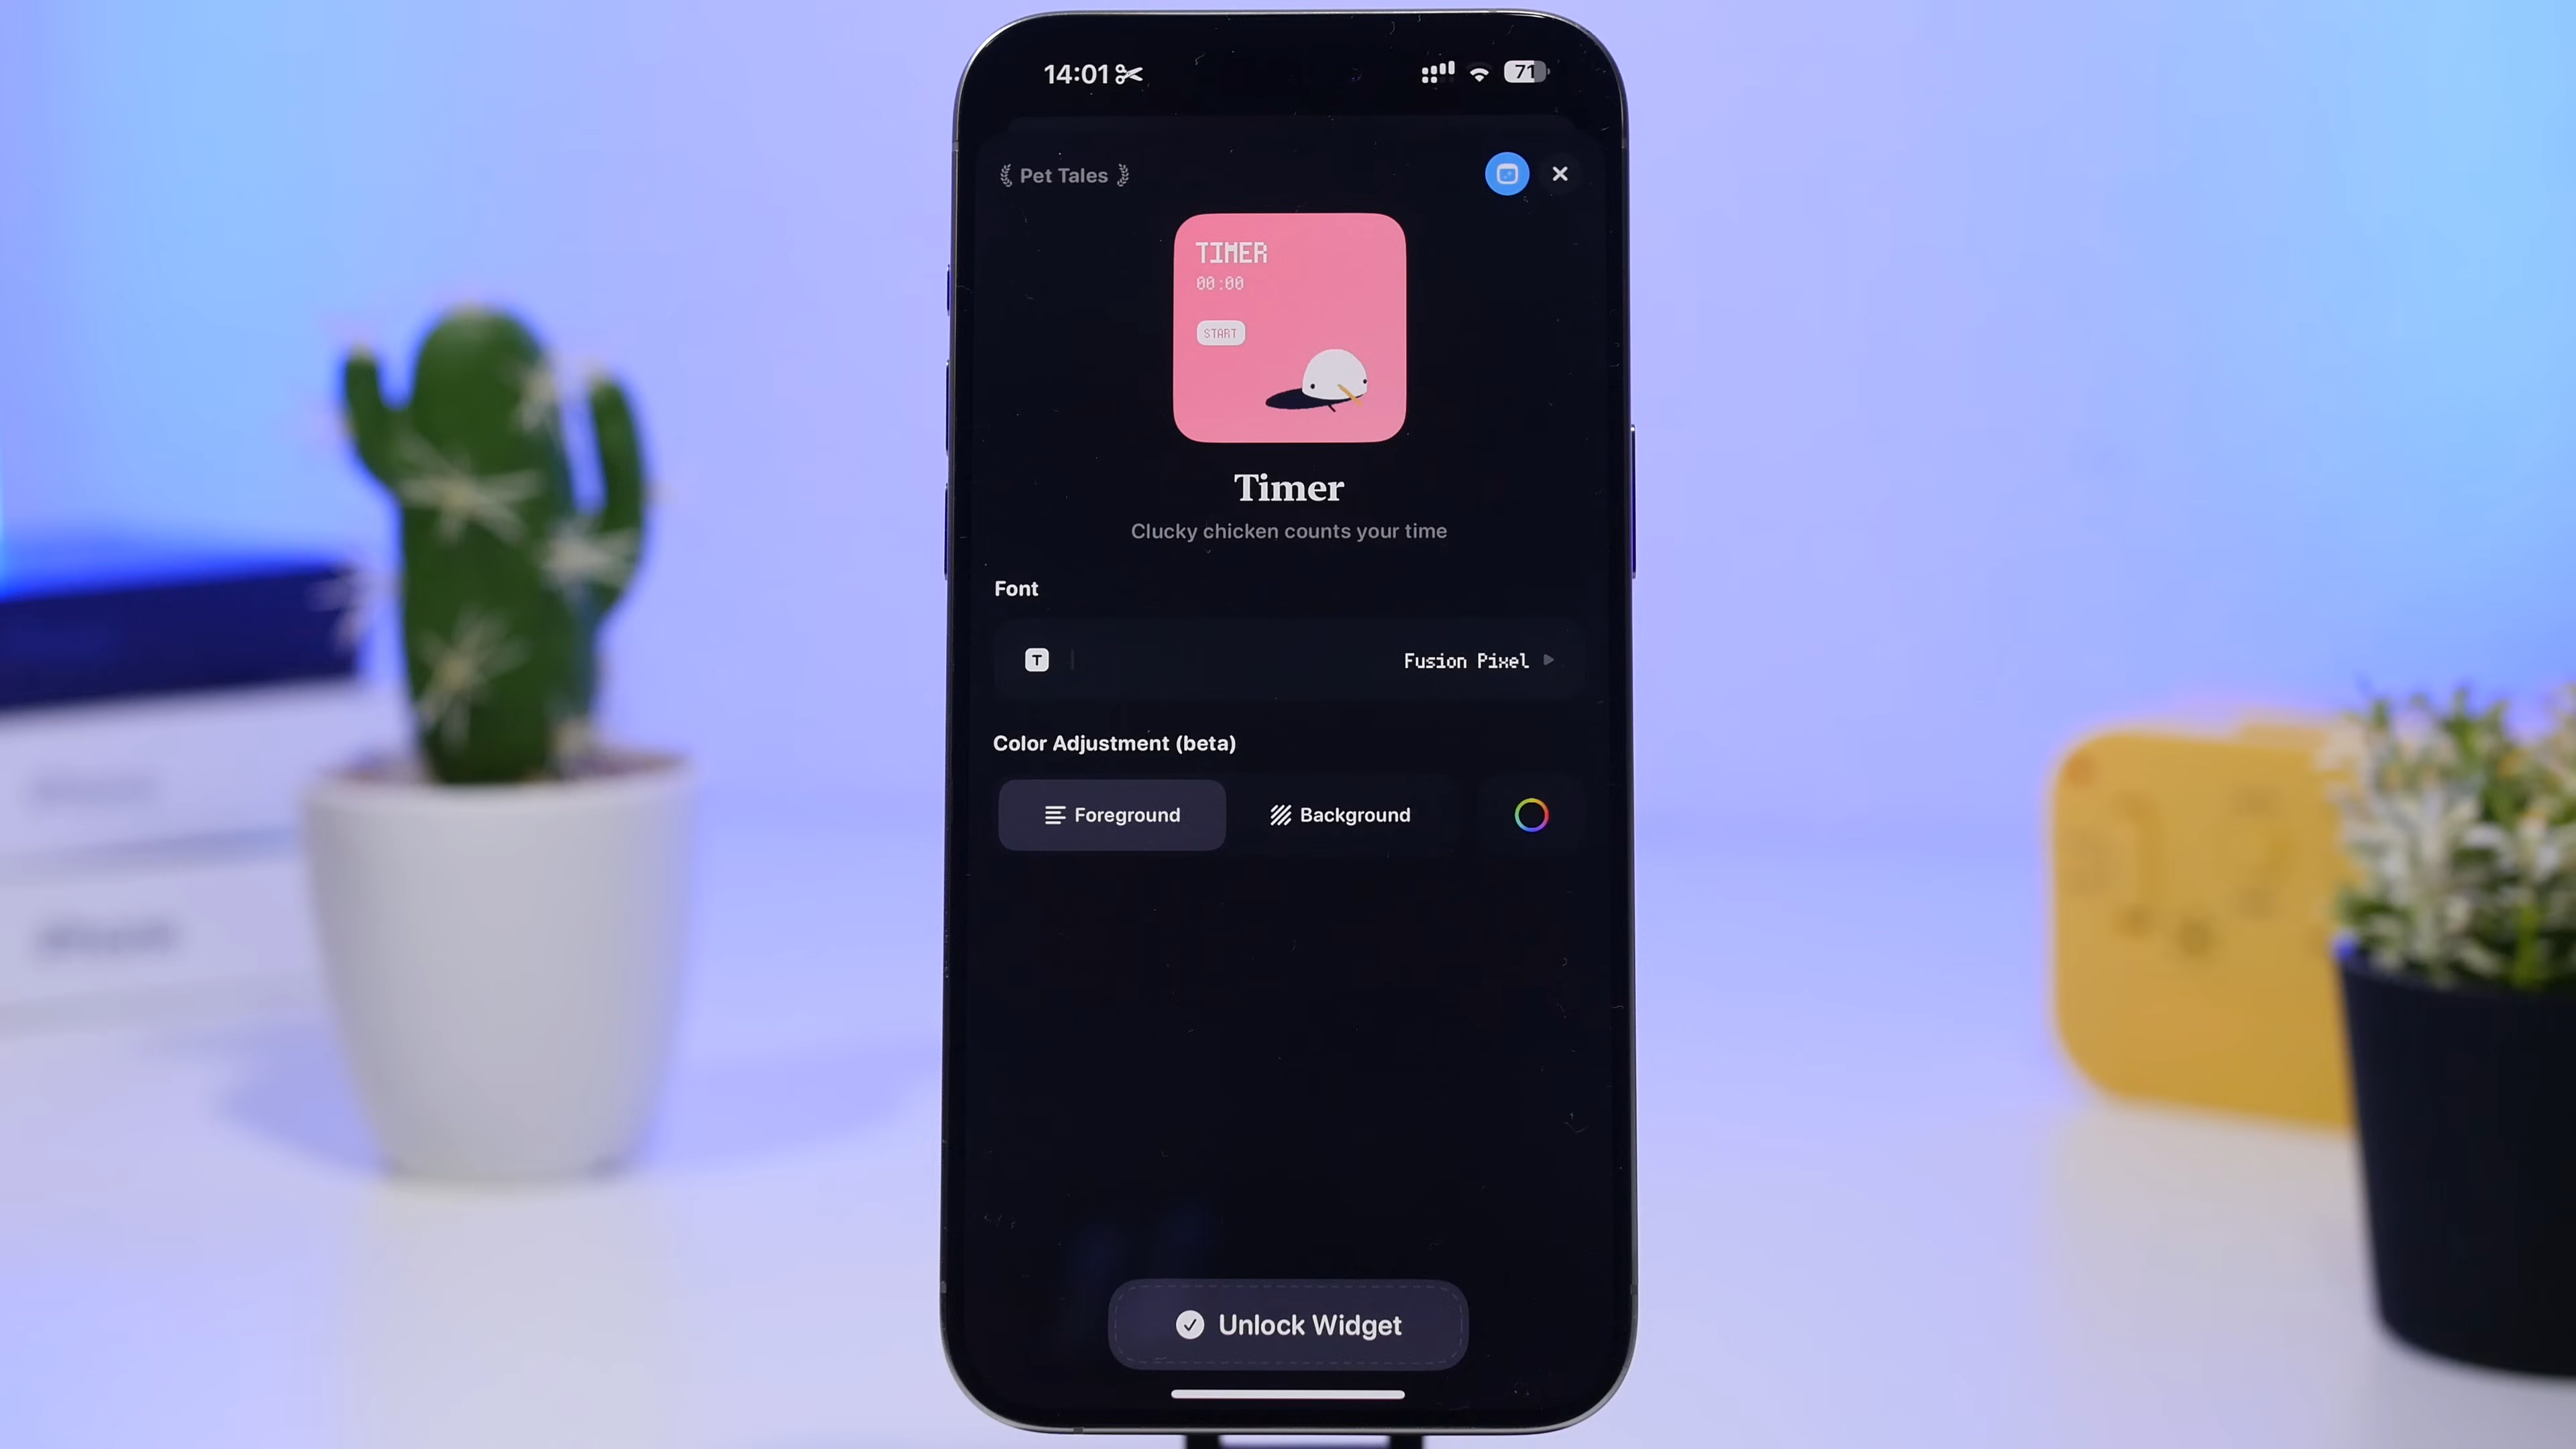 14:01
71
Pet Tales
TIMER
00:00
START
Timer
Clucky chicken counts your time
Font
T
Fusion Pixel
Color Adjustment (beta)
Foreground
Background
Unlock Widget